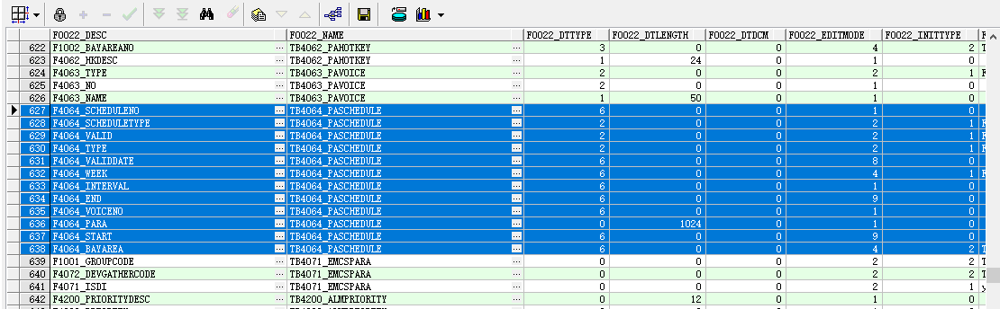 F0022_DESC F0022_NAME F0022_DTTYPE F0022_DTLENGTH F0022_DTDCM F0022_EDITMODE F0022_INITTYPE F
622 F1002_BAYAREANO ... TB4062_PAHOTKEY ... 3 0 0 4 2 T
623 F4062_HKDESC ... TB4062_PAHOTKEY ... 1 24 0 1 0
624 F4063_TYPE ... TB4063_PAVOICE ... 2 0 0 2 1 F
625 F4063_NO ... TB4063_PAVOICE ... 2 0 0 1 0
626 F4063_NAME ... TB4063_PAVOICE ... 1 50 0 1 0
627 F4064_SCHEDULENO ... TB4064_PASCHEDULE ... 6 0 0 1 0
628 F4064_SCHEDULETYPE ... TB4064_PASCHEDULE ... 2 0 0 2 1 F
629 F4064_VALID ... TB4064_PASCHEDULE ... 2 0 0 2 1 F
630 F4064_TYPE ... TB4064_PASCHEDULE ... 2 0 0 2 1 F
631 F4064_VALIDDATE ... TB4064_PASCHEDULE ... 6 0 0 8 0
632 F4064_WEEK ... TB4064_PASCHEDULE ... 6 0 0 4 1 F
633 F4064_INTERVAL ... TB4064_PASCHEDULE ... 6 0 0 1 0
634 F4064_END ... TB4064_PASCHEDULE ... 6 0 0 9 0
635 F4064_VOICENO ... TB4064_PASCHEDULE ... 6 0 0 1 0
636 F4064_PARA ... TB4064_PASCHEDULE ... 0 1024 0 1 0
637 F4064_START ... TB4064_PASCHEDULE ... 6 0 0 9 0
638 F4064_BAYAREA ... TB4064_PASCHEDULE ... 6 0 0 4 2 T
639 F1001_GROUPCODE ... TB4071_EMCSPARA ... 0 0 0 2 2 T
640 F4072_DEVGATHERCODE ... TB4071_EMCSPARA ... 0 0 0 2 2 T
641 F4071_ISDI ... TB4071_EMCSPARA ... 0 0 0 2 1
642 F4200_PRIORITYDESC ... TB4200_ALMPRIORITY ... 0 12 0 1 0